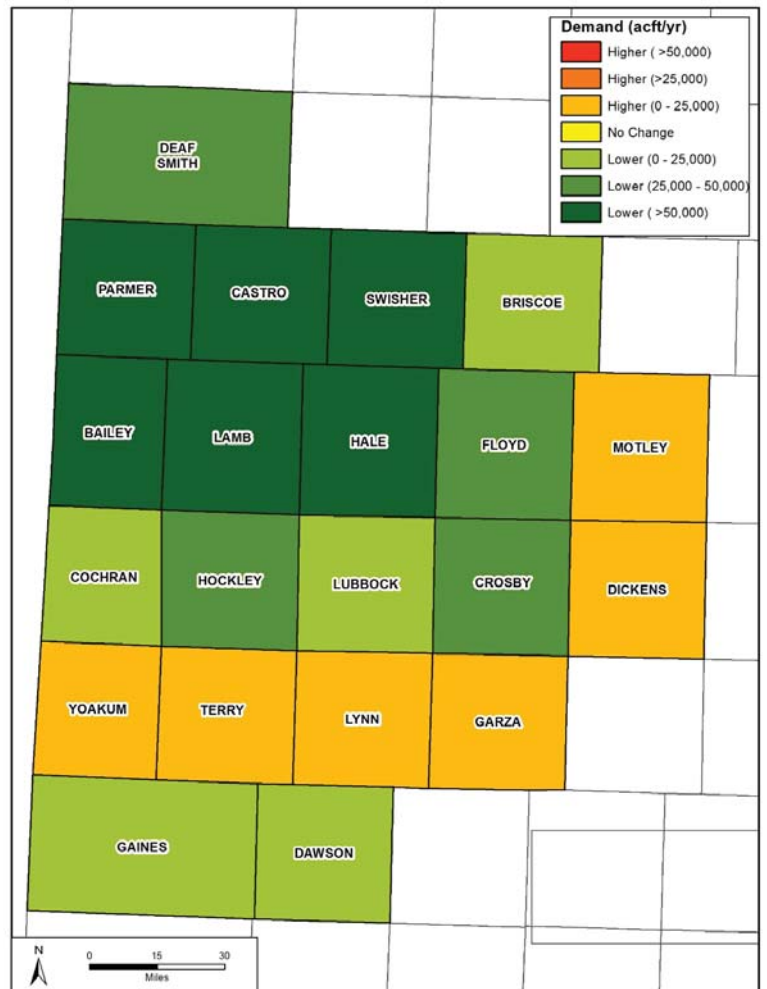 Demand (acft/yr)
Higher ( >50,000)
Higher (>25,000)
Higher (0 - 25,000)
No Change
Lower (0 - 25,000)
Lower (25,000 - 50,000)
Lower ( >50,000)
DEAF
SMITH
PARMER
CASTRO
SWISHER
BRISCOE
BAILEY
LAMB
HALE
FLOYD
MOTLEY
COCHRAN
HOCKLEY
LUBBOCK
CROSBY
DICKENS
YOAKUM
TERRY
LYNN
GARZA
GAINES
DAWSON
N
0 15 30
Miles